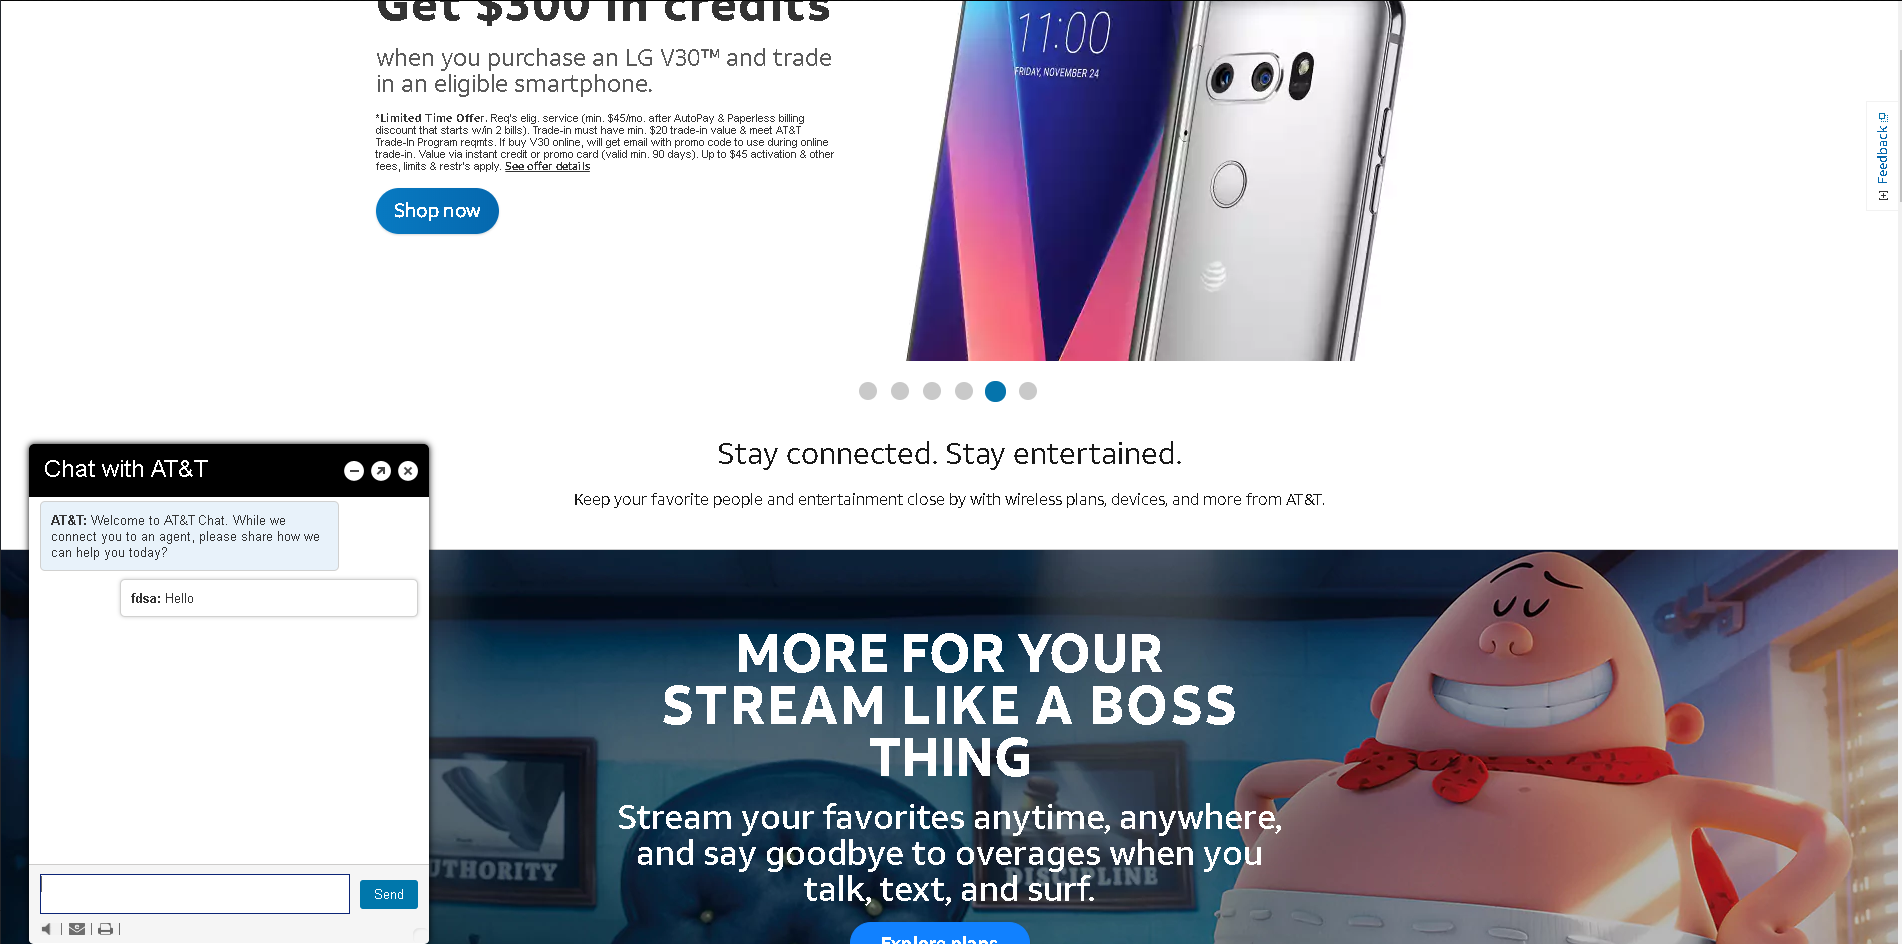 Get $300 in credits
when you purchase an LG V30™ and trade
in an eligible smartphone.
*Limited Time Offer. Req's elig. service (min. $45/mo. after AutoPay & Paperless billing
discount that starts w/in 2 bills). Trade-in must have min. $20 trade-in value & meet AT&T
Trade-In Program reqmts. If buy V30 online, will get email with promo code to use during online
trade-in. Value via instant credit or promo card (valid min. 90 days). Up to $45 activation & other
fees, limits & restr's apply. See offer details
Shop now
11:00
FRIDAY, NOVEMBER 24
[+] Feedback
Stay connected. Stay entertained.
Keep your favorite people and entertainment close by with wireless plans, devices, and more from AT&T.
Chat with AT&T
AT&T: Welcome to AT&T Chat. While we
connect you to an agent, please share how we
can help you today?
fdsa: Hello
Send
MORE FOR YOUR
STREAM LIKE A BOSS
THING
Stream your favorites anytime, anywhere,
and say goodbye to overages when you
talk, text, and surf.
UTHORITY
DISCIPLINE
Explore plans